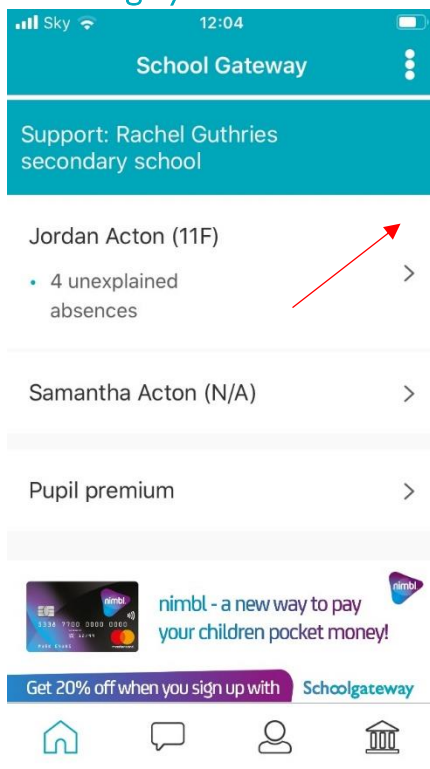 Sky 12:04
School Gateway
Support: Rachel Guthries
secondary school
Jordan Acton (11F)
• 4 unexplained
absences
Samantha Acton (N/A)
Pupil premium
nimbl
nimbl.
nimbl - a new way to pay
your children pocket money!
Get 20% off when you sign up with Schoolgateway